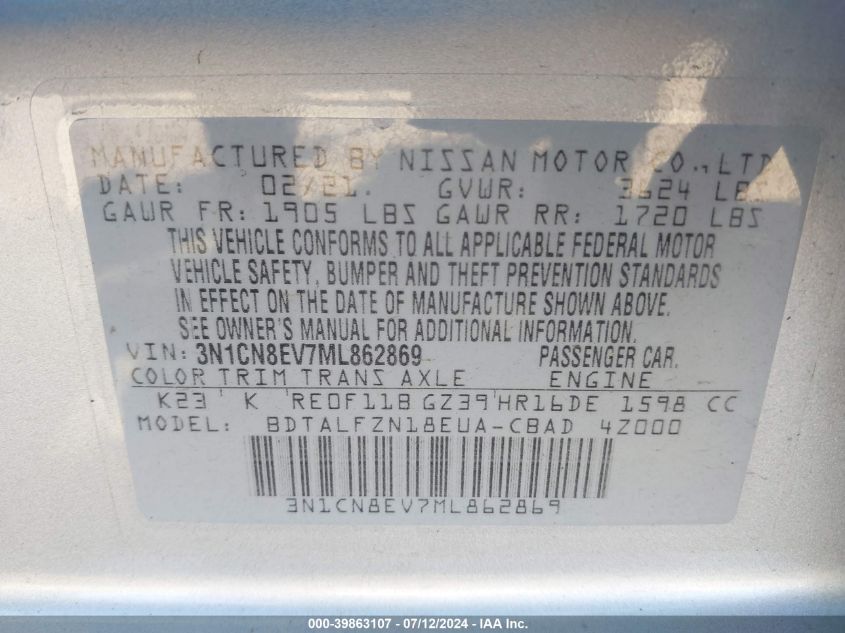 MANUFACTURED BY NISSAN MOTOR CO., LTD
DATE: 02/21. GVWR: 3624 LBS
GAWR FR: 1905 LBS GAWR RR: 1720 LBS
THIS VEHICLE CONFORMS TO ALL APPLICABLE FEDERAL MOTOR
VEHICLE SAFETY, BUMPER AND THEFT PREVENTION STANDARDS
IN EFFECT ON THE DATE OF MANUFACTURE SHOWN ABOVE.
SEE OWNER'S MANUAL FOR ADDITIONAL INFORMATION.
VIN: 3N1CN8EV7ML862869 PASSENGER CAR.
COLOR TRIM TRANS AXLE ENGINE
K23 K RE0F11B GZ39 HR16DE 1598 CC
MODEL: BDTALFZN18EUA-CBAD 4Z000
3N1CN8EV7ML862869
000-39863107 - 07/12/2024 - IAA Inc.